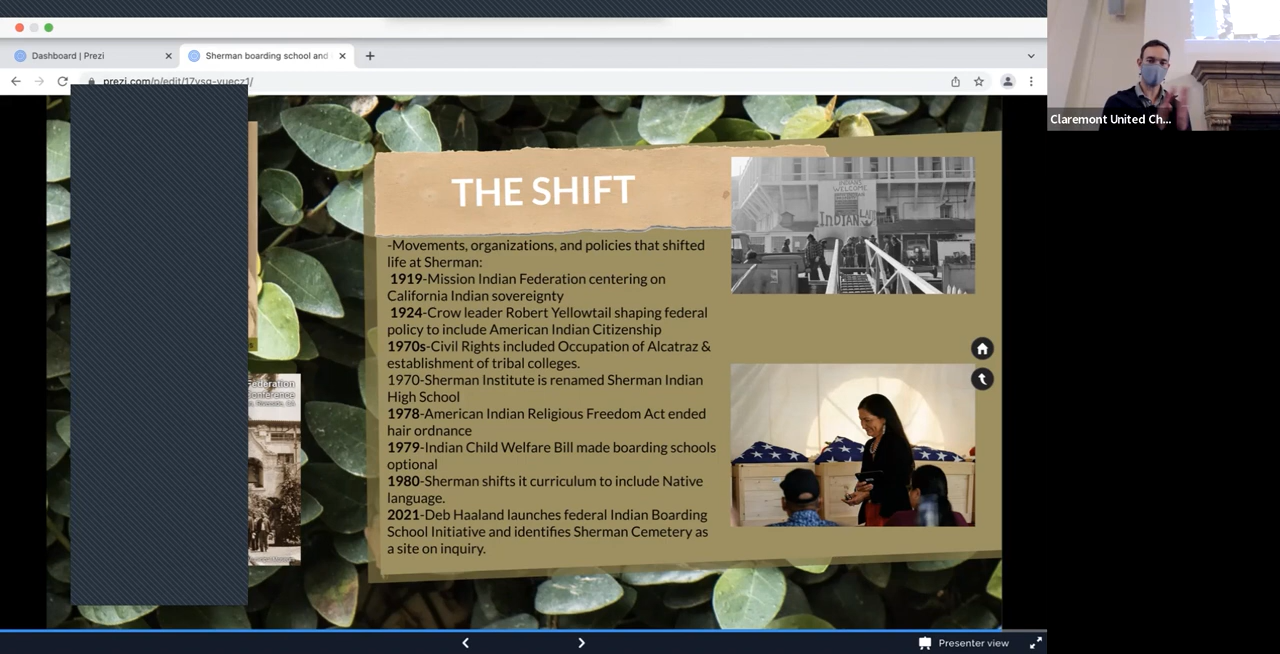 Dashboard | Prezi
Sherman boarding school and
prezi.com/p/edit/17vsg-yuecz1/
Claremont United Ch...
THE SHIFT
INDIANS
WELCOME
INDIAN
LAND
-Movements, organizations, and policies that shifted
life at Sherman:
1919-Mission Indian Federation centering on
California Indian sovereignty
1924-Crow leader Robert Yellowtail shaping federal
policy to include American Indian Citizenship
1970s-Civil Rights included Occupation of Alcatraz &
establishment of tribal colleges.
1970-Sherman Institute is renamed Sherman Indian
High School
1978-American Indian Religious Freedom Act ended
hair ordnance
1979-Indian Child Welfare Bill made boarding schools
optional
1980-Sherman shifts it curriculum to include Native
language.
2021-Deb Haaland launches federal Indian Boarding
School Initiative and identifies Sherman Cemetery as
a site on inquiry.
Federation
onference
Presenter view